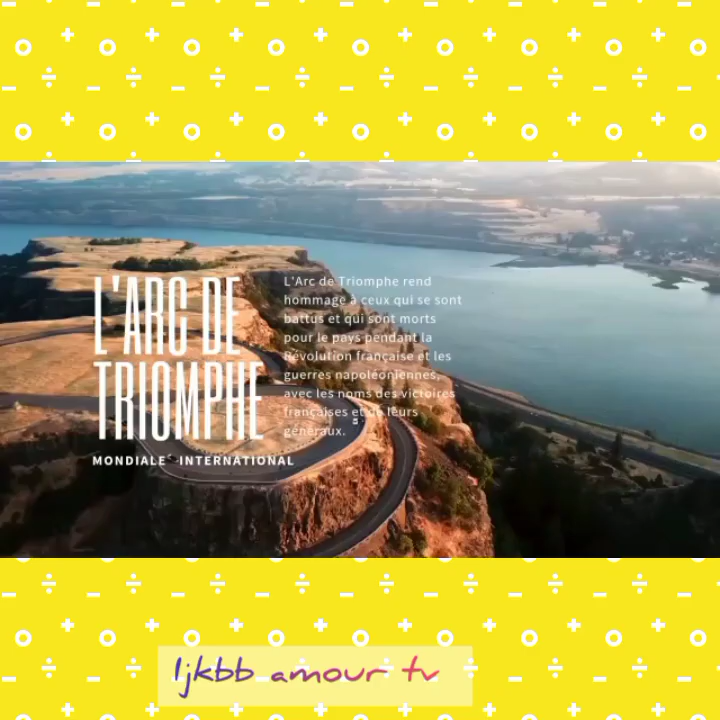 L'ARC DE
TRIOMPHE
MONDIALE INTERNATIONAL
L'Arc de Triomphe rend
hommage à ceux qui se sont
battus et qui sont morts
pour le pays pendant la
Révolution française et les
guerres napoléoniennes,
avec les noms des victoires
françaises et de leurs
généraux.
ljkbb amour tv